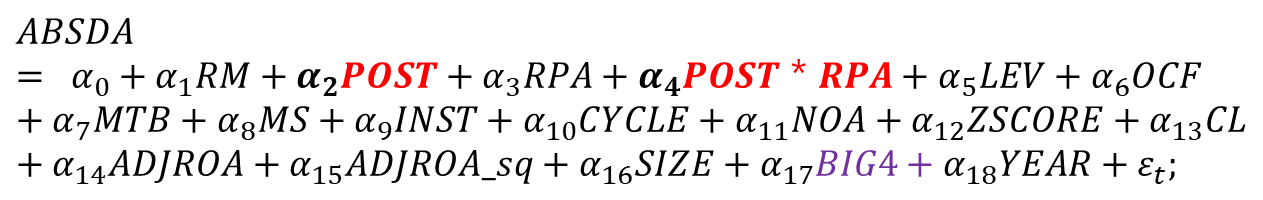 ABSDA
= α₀ + α₁RM + α₂POST + α₃RPA + α₄POST * RPA + α₅LEV + α₆OCF
+ α₇MTB + α₈MS + α₉INST + α₁₀CYCLE + α₁₁NOA + α₁₂ZSCORE + α₁₃CL
+ α₁₄ADJROA + α₁₅ADJROA_sq + α₁₆SIZE + α₁₇BIG4 + α₁₈YEAR + εₜ;